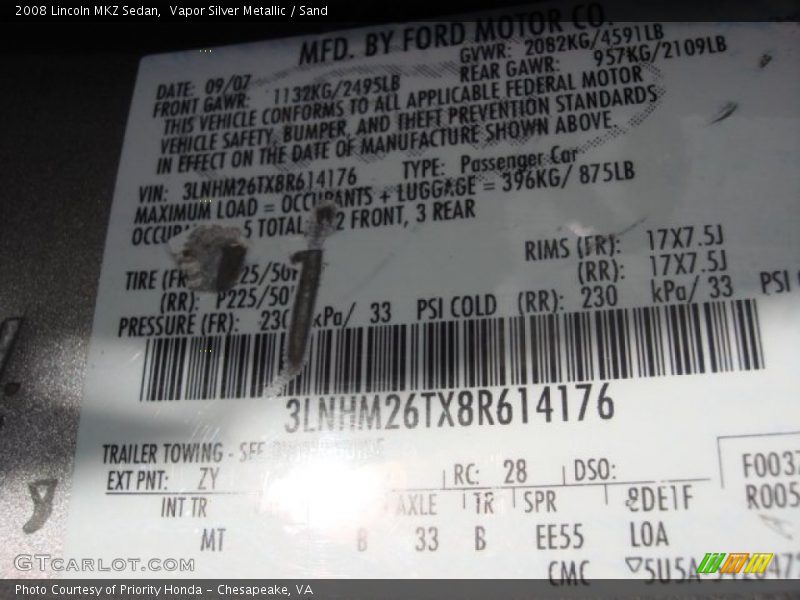 2008 Lincoln MKZ Sedan, Vapor Silver Metallic / Sand
MFD. BY FORD MOTOR CO.
DATE: 09/07 GVWR: 2082KG/4591LB
FRONT GAWR: 1132KG/2495LB REAR GAWR: 957KG/2109LB
THIS VEHICLE CONFORMS TO ALL APPLICABLE FEDERAL MOTOR
VEHICLE SAFETY, BUMPER, AND THEFT PREVENTION STANDARDS
IN EFFECT ON THE DATE OF MANUFACTURE SHOWN ABOVE.
VIN: 3LNHM26TX8R614176 TYPE: Passenger Car
MAXIMUM LOAD = OCCUPANTS + LUGGAGE = 396KG/ 875LB
5 TOTAL, 2 FRONT, 3 REAR
TIRE (FR RIMS (FR): 17X7.5J
(RR): P225/50 (RR): 17X7.5J
PRESSURE (FR): 230 kPa/ 33 PSI COLD (RR): 230 kPa/ 33 PSI
3LNHM26TX8R614176
TRAILER TOWING - SEE
EXT PNT: ZY RC: 28 DSO:
INT TR AXLE TR SPR
MT B 33 B EE55 LOA
CMC
GTCARLOT.COM
Photo Courtesy of Priority Honda - Chesapeake, VA